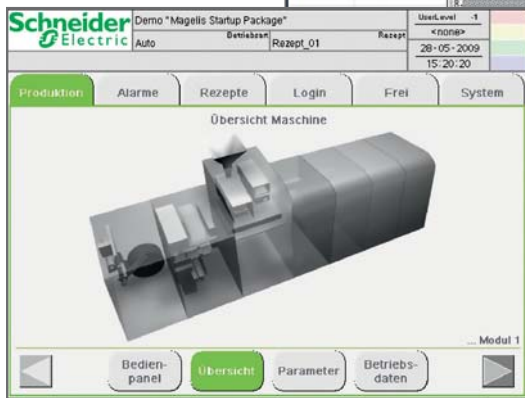 Schneider
Electric
Demo "Magelis Startup Package"
Betriebsart
Auto
Rezept
Rezept_01
UserLevel -1
<none>
28-05-2009
15:20:20
Produktion
Alarme
Rezepte
Login
Frei
System
Übersicht Maschine
... Modul 1
Bedien-
panel
Übersicht
Parameter
Betriebs-
daten